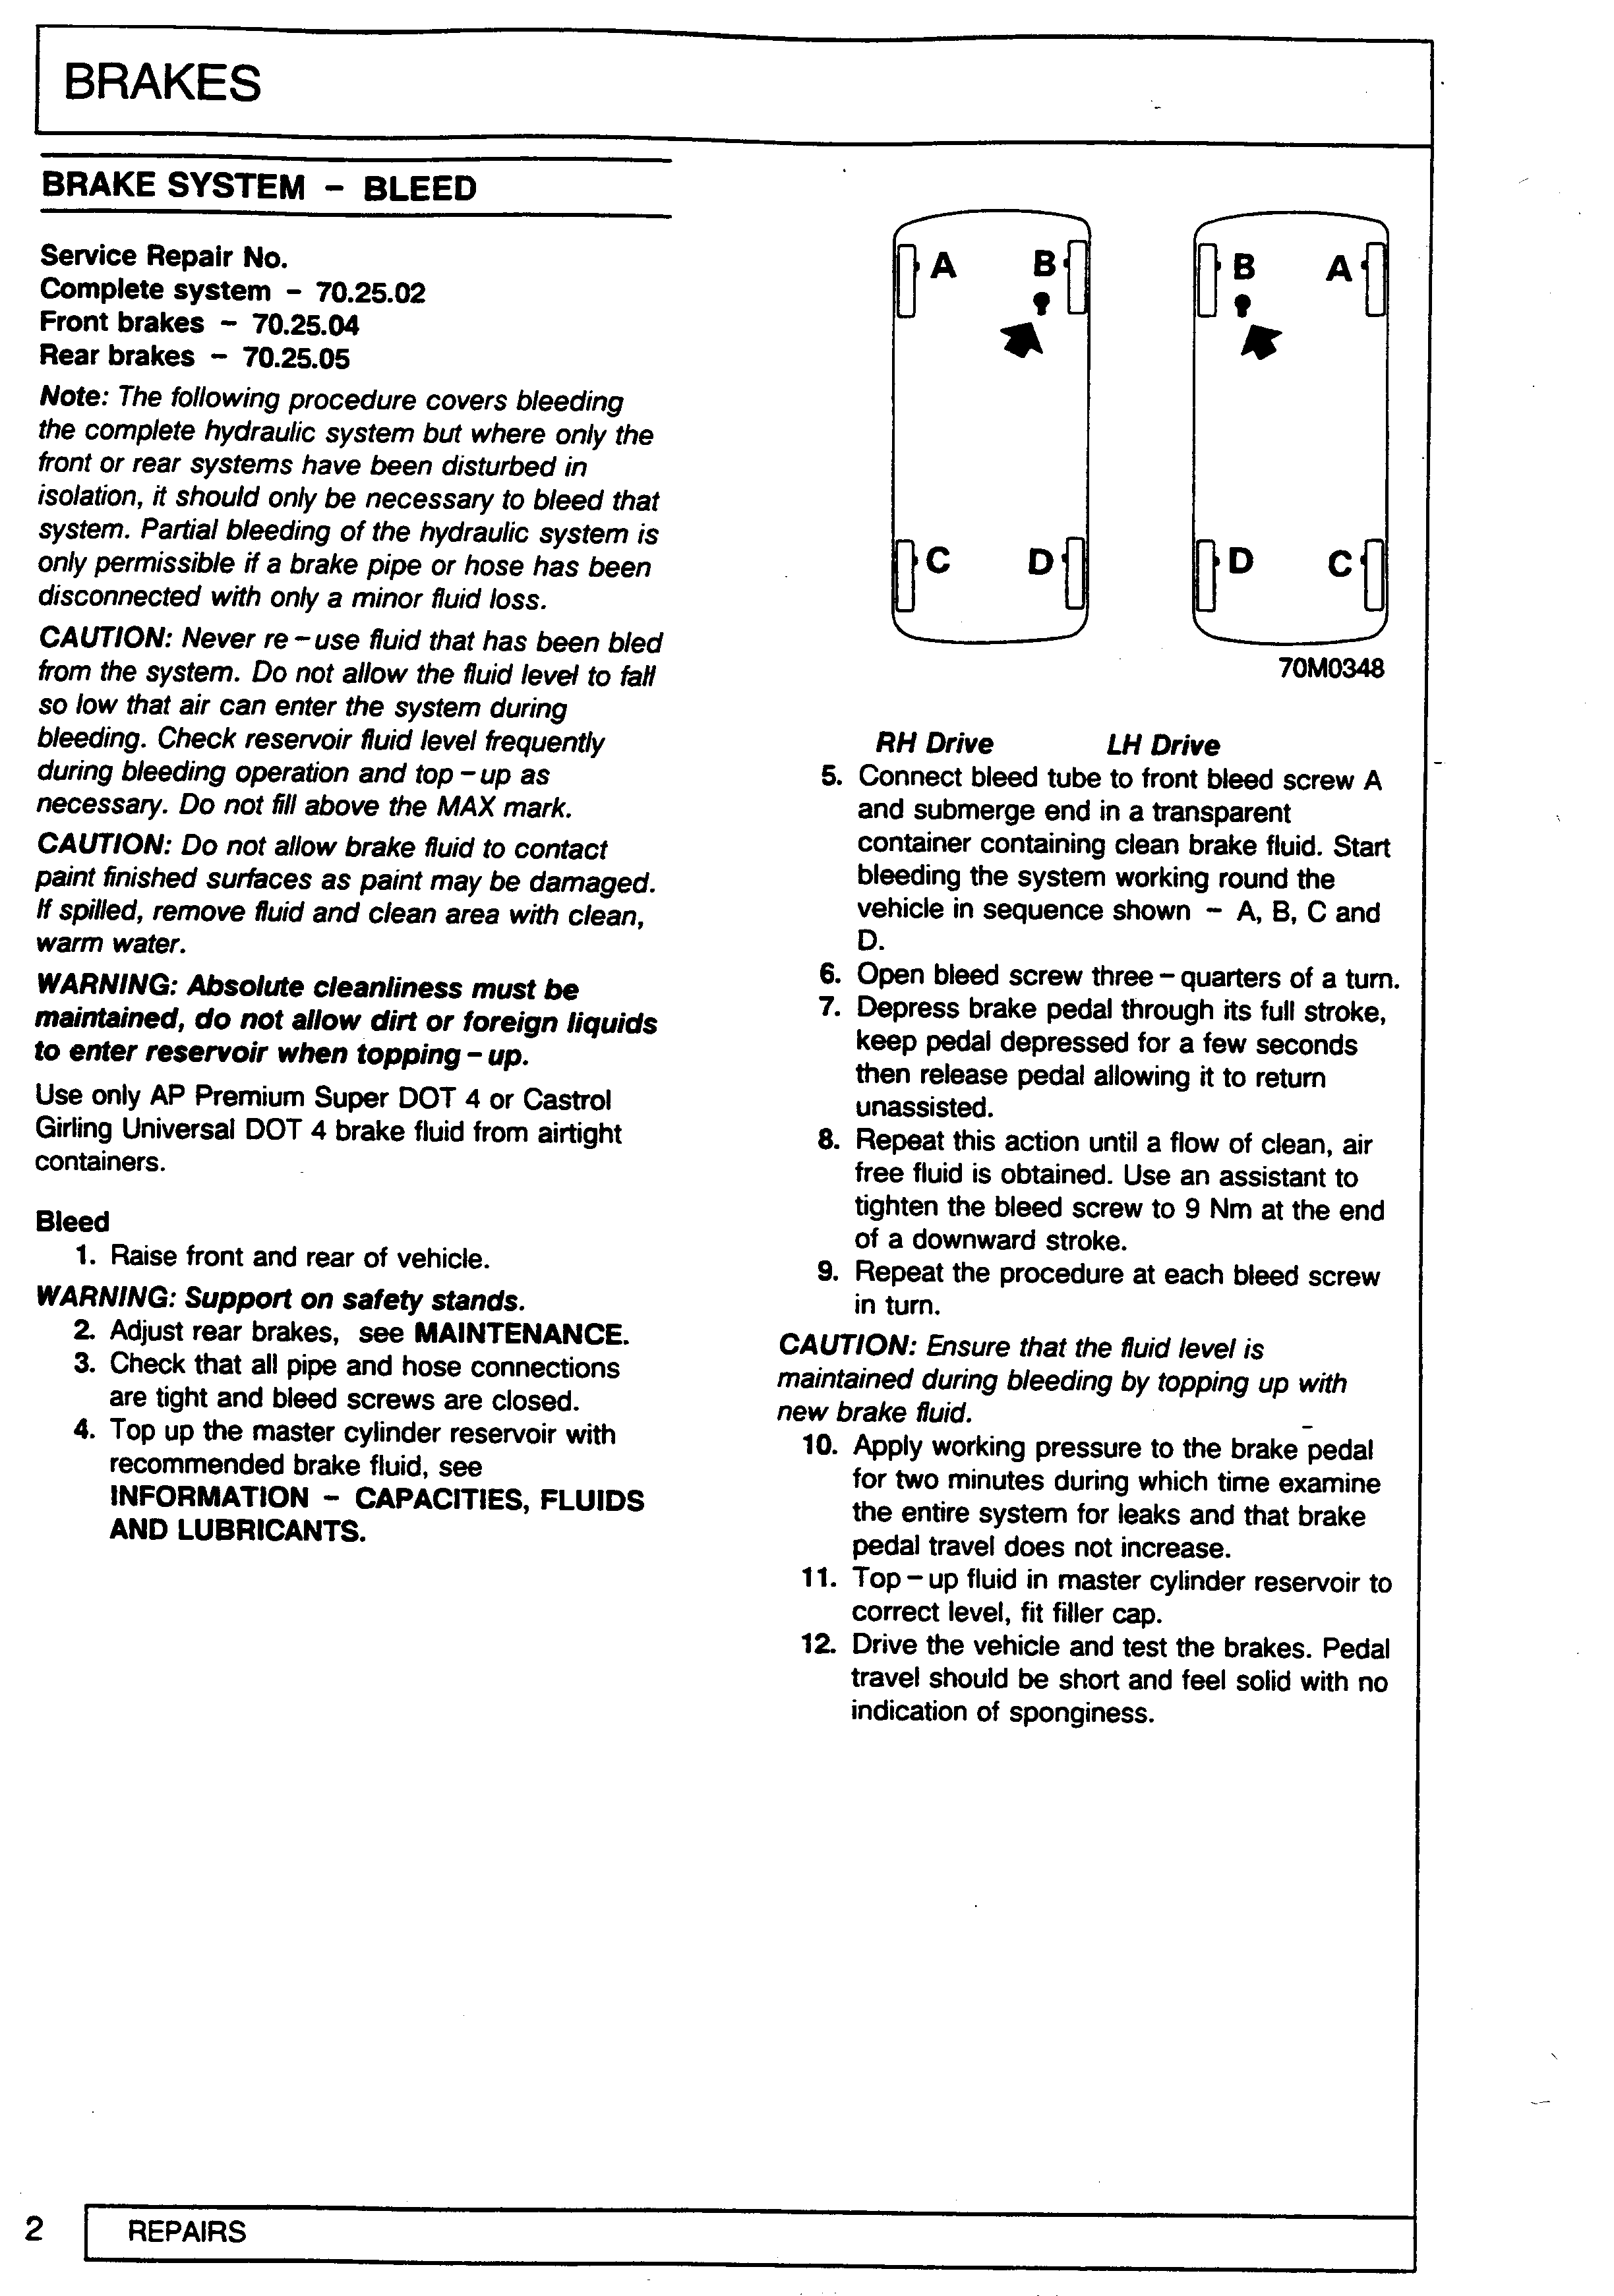 BRAKES
BRAKE SYSTEM – BLEED
Service Repair No.
Complete system – 70.25.02
Front brakes – 70.25.04
Rear brakes – 70.25.05
Note: The following procedure covers bleeding
the complete hydraulic system but where only the
front or rear systems have been disturbed in
isolation, it should only be necessary to bleed that
system. Partial bleeding of the hydraulic system is
only permissible if a brake pipe or hose has been
disconnected with only a minor fluid loss.
CAUTION: Never re – use fluid that has been bled
from the system. Do not allow the fluid level to fall
so low that air can enter the system during
bleeding. Check reservoir fluid level frequently
during bleeding operation and top – up as
necessary. Do not fill above the MAX mark.
CAUTION: Do not allow brake fluid to contact
paint finished surfaces as paint may be damaged.
If spilled, remove fluid and clean area with clean,
warm water.
WARNING: Absolute cleanliness must be
maintained, do not allow dirt or foreign liquids
to enter reservoir when topping – up.
Use only AP Premium Super DOT 4 or Castrol
Girling Universal DOT 4 brake fluid from airtight
containers.
Bleed
1. Raise front and rear of vehicle.
WARNING: Support on safety stands.
2. Adjust rear brakes, see MAINTENANCE.
3. Check that all pipe and hose connections
are tight and bleed screws are closed.
4. Top up the master cylinder reservoir with
recommended brake fluid, see
INFORMATION – CAPACITIES, FLUIDS
AND LUBRICANTS.
A B B A
C D D C
70M0348
RH Drive LH Drive
5. Connect bleed tube to front bleed screw A
and submerge end in a transparent
container containing clean brake fluid. Start
bleeding the system working round the
vehicle in sequence shown – A, B, C and
D.
6. Open bleed screw three – quarters of a turn.
7. Depress brake pedal through its full stroke,
keep pedal depressed for a few seconds
then release pedal allowing it to return
unassisted.
8. Repeat this action until a flow of clean, air
free fluid is obtained. Use an assistant to
tighten the bleed screw to 9 Nm at the end
of a downward stroke.
9. Repeat the procedure at each bleed screw
in turn.
CAUTION: Ensure that the fluid level is
maintained during bleeding by topping up with
new brake fluid.
10. Apply working pressure to the brake pedal
for two minutes during which time examine
the entire system for leaks and that brake
pedal travel does not increase.
11. Top – up fluid in master cylinder reservoir to
correct level, fit filler cap.
12. Drive the vehicle and test the brakes. Pedal
travel should be short and feel solid with no
indication of sponginess.
2 REPAIRS